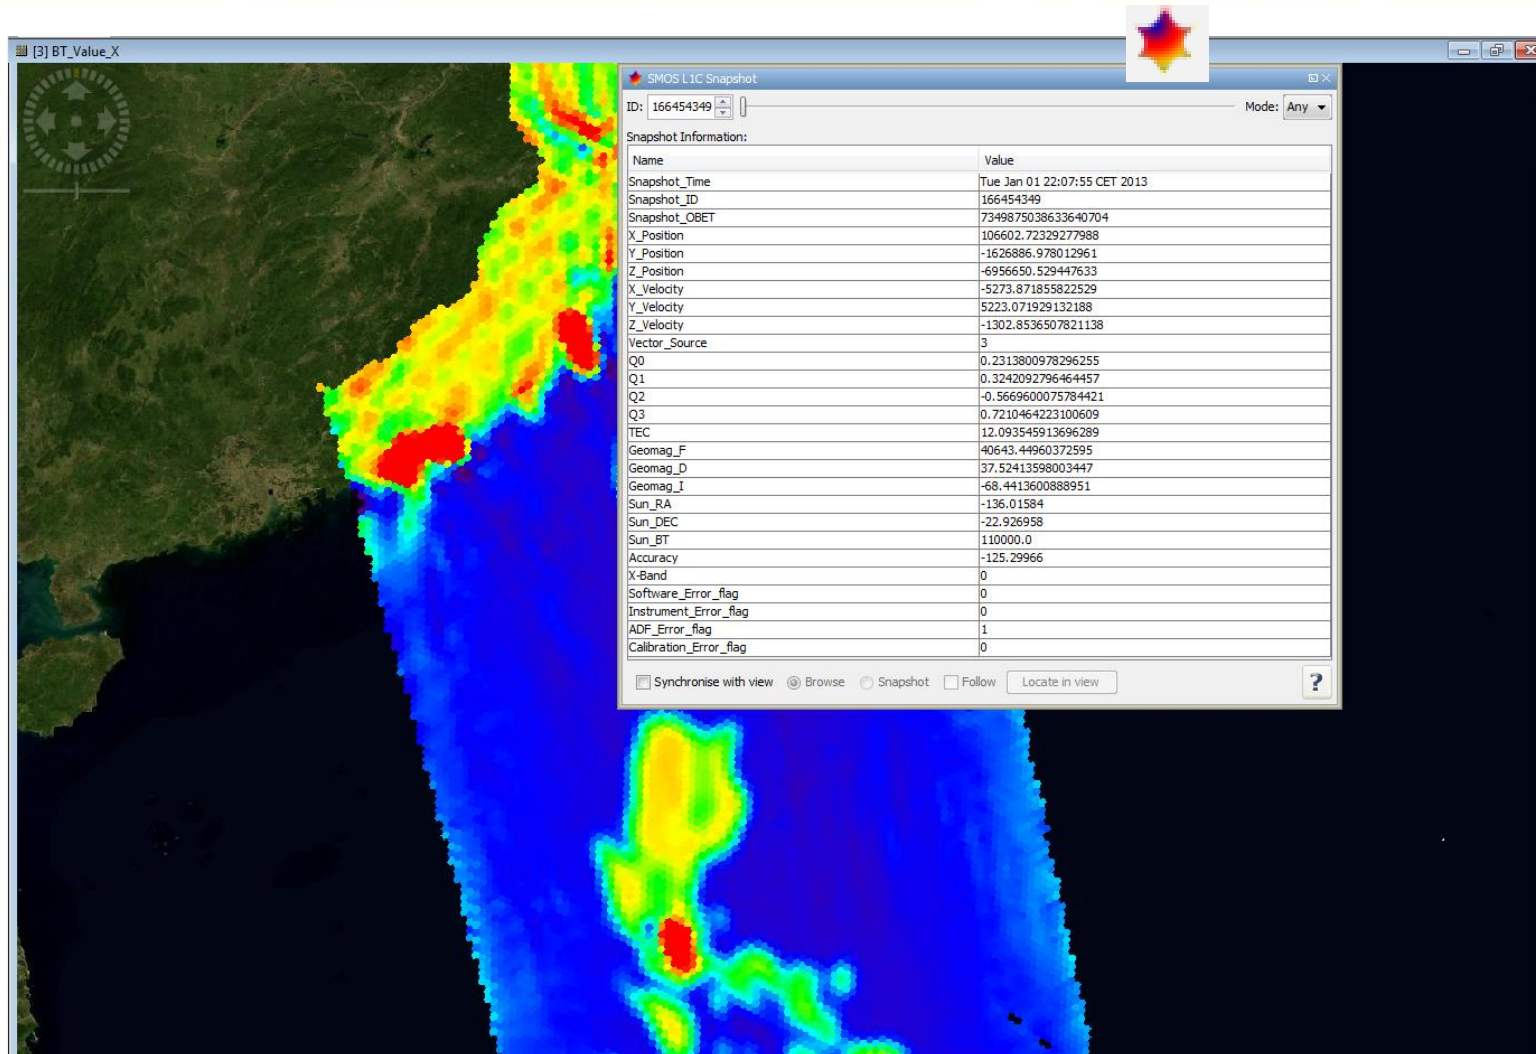 [3] BT_Value_X
SMOS L1C Snapshot
ID: 166454349 Mode: Any
Snapshot Information:
Name Value
Snapshot_Time Tue Jan 01 22:07:55 CET 2013
Snapshot_ID 166454349
Snapshot_OBET 7349875038633640704
X_Position 106602.72329277988
Y_Position -1626886.978012961
Z_Position -6956650.529447633
X_Velocity -5273.871855822529
Y_Velocity 5223.071929132188
Z_Velocity -1302.8536507821138
Vector_Source 3
Q0 0.2313800978296255
Q1 0.3242092796464457
Q2 -0.5669600075784421
Q3 0.7210464223100609
TEC 12.093545913696289
Geomag_F 40643.44960372595
Geomag_D 37.52413598003447
Geomag_I -68.4413600888951
Sun_RA -136.01584
Sun_DEC -22.926958
Sun_BT 110000.0
Accuracy -125.29966
X-Band 0
Software_Error_flag 0
Instrument_Error_flag 0
ADF_Error_flag 1
Calibration_Error_flag 0
Synchronise with view Browse Snapshot Follow Locate in view ?